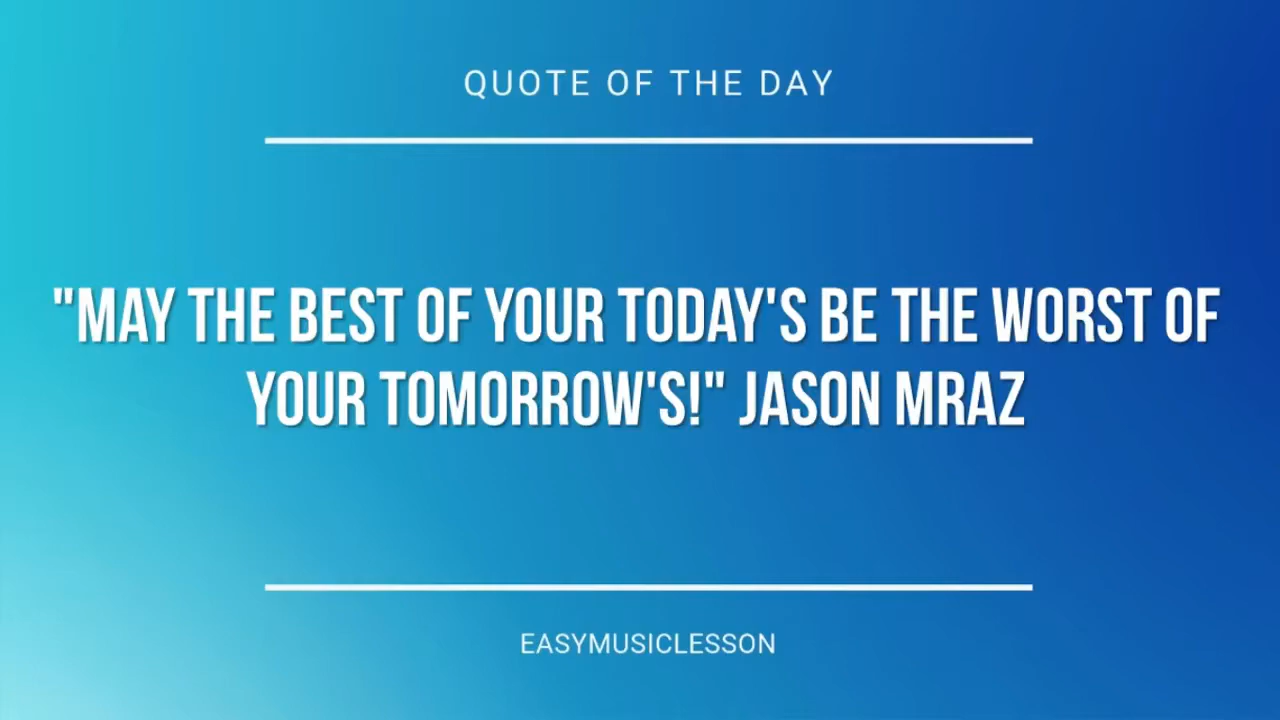 QUOTE OF THE DAY
"MAY THE BEST OF YOUR TODAY'S BE THE WORST OF
YOUR TOMORROW'S!" JASON MRAZ
EASYMUSICLESSON